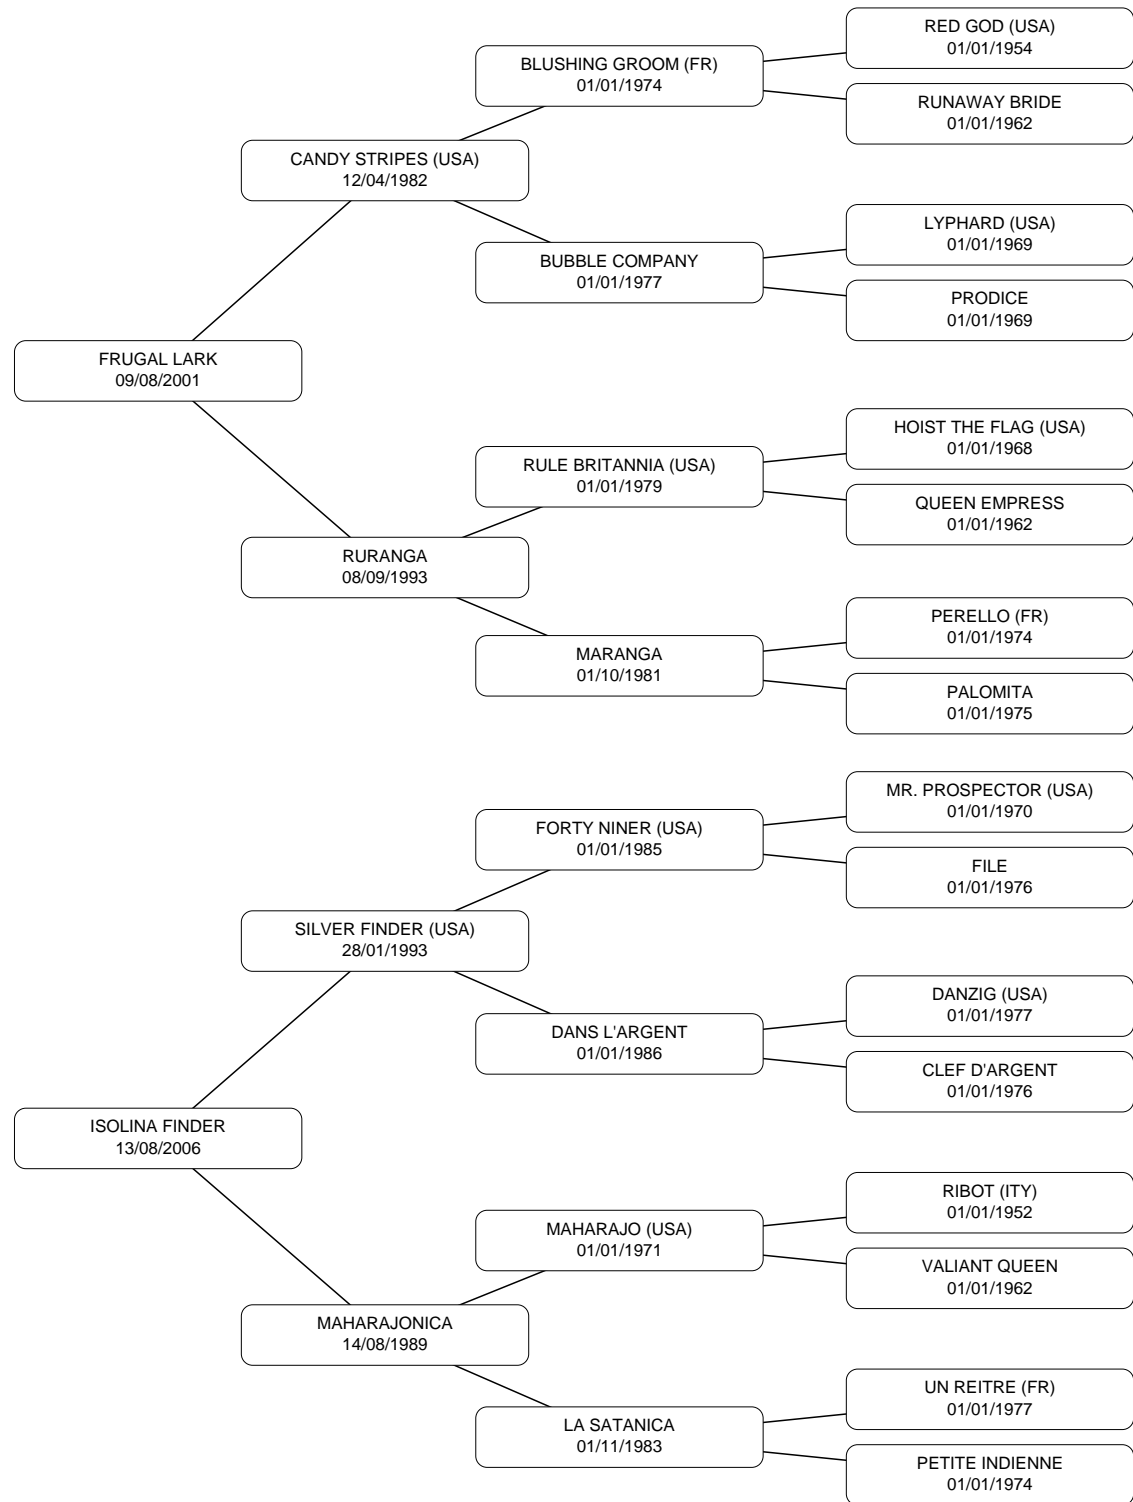 RED GOD (USA)
01/01/1954
BLUSHING GROOM (FR)
01/01/1974
RUNAWAY BRIDE
01/01/1962
CANDY STRIPES (USA)
12/04/1982
LYPHARD (USA)
01/01/1969
BUBBLE COMPANY
01/01/1977
PRODICE
01/01/1969
FRUGAL LARK
09/08/2001
HOIST THE FLAG (USA)
01/01/1968
RULE BRITANNIA (USA)
01/01/1979
QUEEN EMPRESS
01/01/1962
RURANGA
08/09/1993
PERELLO (FR)
01/01/1974
MARANGA
01/10/1981
PALOMITA
01/01/1975
MR. PROSPECTOR (USA)
01/01/1970
FORTY NINER (USA)
01/01/1985
FILE
01/01/1976
SILVER FINDER (USA)
28/01/1993
DANZIG (USA)
01/01/1977
DANS L'ARGENT
01/01/1986
CLEF D'ARGENT
01/01/1976
ISOLINA FINDER
13/08/2006
RIBOT (ITY)
01/01/1952
MAHARAJO (USA)
01/01/1971
VALIANT QUEEN
01/01/1962
MAHARAJONICA
14/08/1989
UN REITRE (FR)
01/01/1977
LA SATANICA
01/11/1983
PETITE INDIENNE
01/01/1974